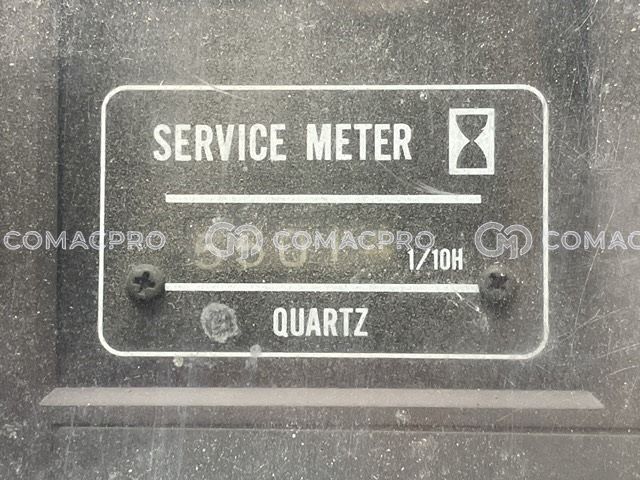 SERVICE METER
COMACPRO COMACPRO COMACPRO
1/10H
QUARTZ